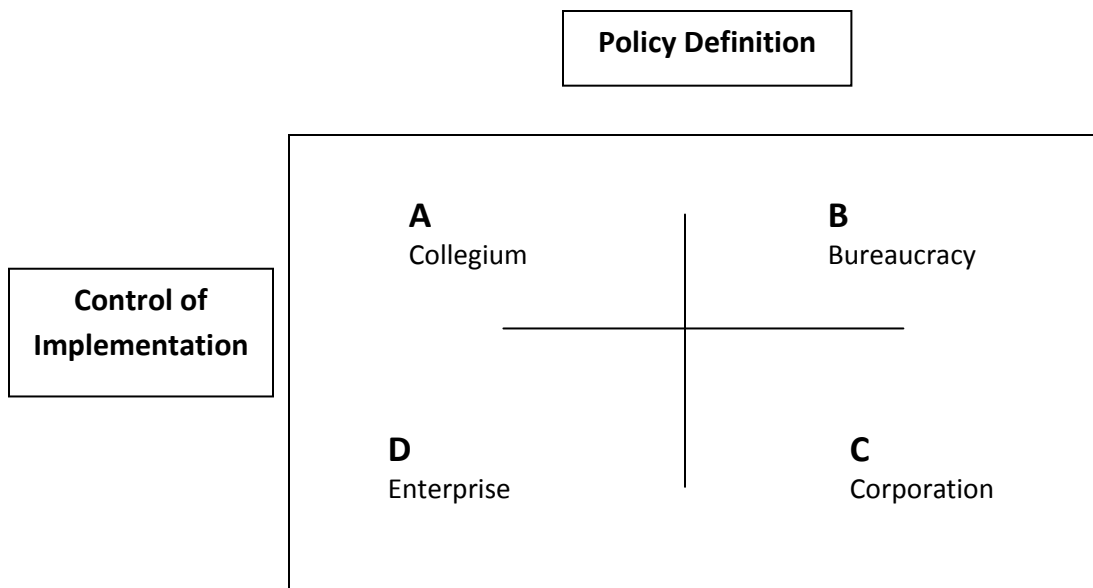 Policy Definition
A
Collegium
B
Bureaucracy
Control of
Implementation
D
Enterprise
C
Corporation